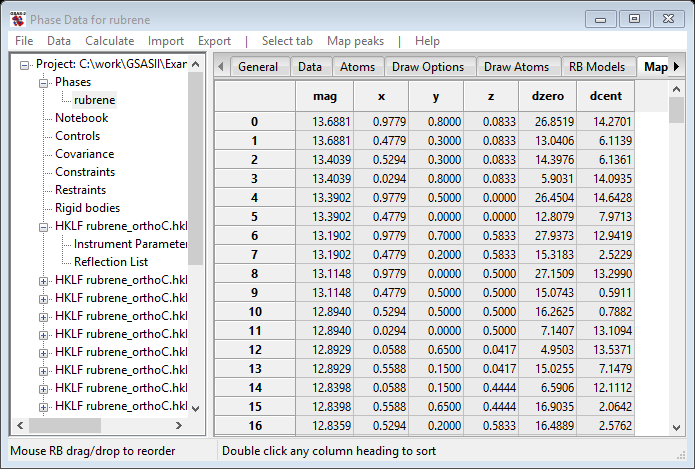 Phase Data for rubrene
File Data Calculate Import Export | Select tab Map peaks | Help
Project: C:\work\GSASII\Exan
Phases
rubrene
Notebook
Controls
Covariance
Constraints
Restraints
Rigid bodies
HKLF rubrene_orthoC.hkl
Instrument Parameter
Reflection List
HKLF rubrene_orthoC.hkl
HKLF rubrene_orthoC.hkl
HKLF rubrene_orthoC.hkl
HKLF rubrene_orthoC.hkl
HKLF rubrene_orthoC.hkl
HKLF rubrene_orthoC.hkl
HKLF rubrene_orthoC.hkl
HKLF rubrene_orthoC.hkl
General Data Atoms Draw Options Draw Atoms RB Models Map
mag x y z dzero dcent
0 13.6881 0.9779 0.8000 0.0833 26.8519 14.2701
1 13.6881 0.4779 0.3000 0.0833 13.0406 6.1139
2 13.4039 0.5294 0.3000 0.0833 14.3976 6.1361
3 13.4039 0.0294 0.8000 0.0833 5.9031 14.0935
4 13.3902 0.9779 0.5000 0.0000 26.4504 14.6428
5 13.3902 0.4779 0.0000 0.0000 12.8079 7.9713
6 13.1902 0.9779 0.7000 0.5833 27.9373 12.9419
7 13.1902 0.4779 0.2000 0.5833 15.3183 2.5229
8 13.1148 0.9779 0.0000 0.5000 27.1509 13.2990
9 13.1148 0.4779 0.5000 0.5000 15.0743 0.5911
10 12.8940 0.5294 0.5000 0.5000 16.2625 0.7882
11 12.8940 0.0294 0.0000 0.5000 7.1407 13.1094
12 12.8929 0.0588 0.6500 0.0417 4.9503 13.5371
13 12.8929 0.5588 0.1500 0.0417 15.0255 7.1479
14 12.8398 0.0588 0.1500 0.4444 6.5906 12.1112
15 12.8398 0.5588 0.6500 0.4444 16.9035 2.0642
16 12.8359 0.5294 0.2000 0.5833 16.4889 2.5762
Mouse RB drag/drop to reorder
Double click any column heading to sort